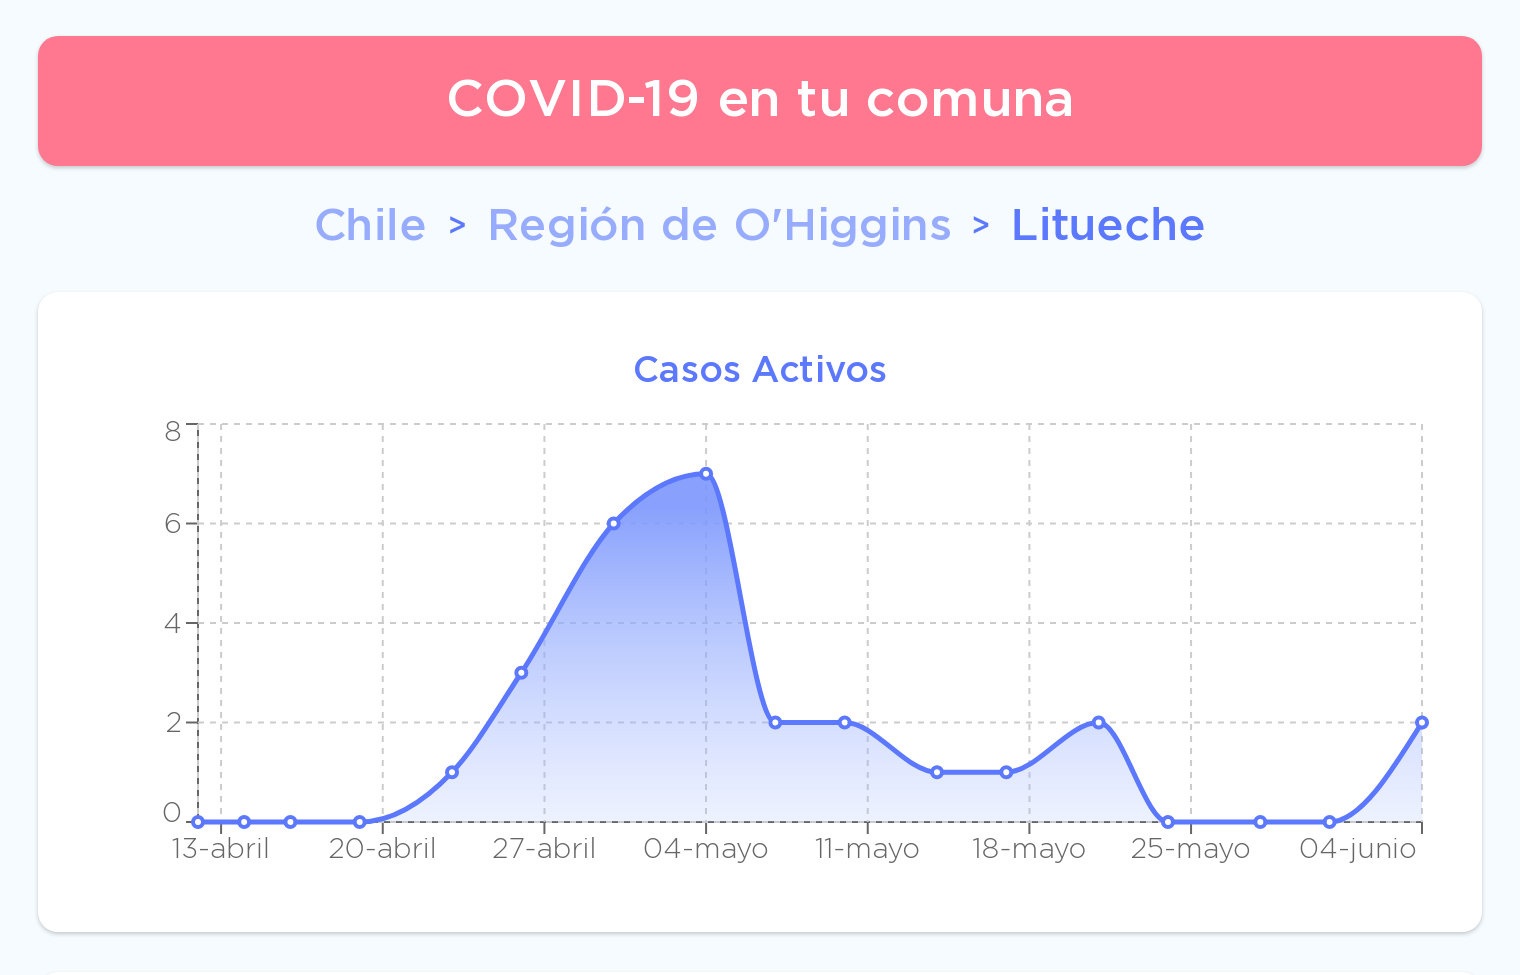 COVID-19 en tu comuna
Chile > Región de O'Higgins > Litueche
Casos Activos
8
6
4
2
0
13-abril 20-abril 27-abril 04-mayo 11-mayo 18-mayo 25-mayo 04-junio